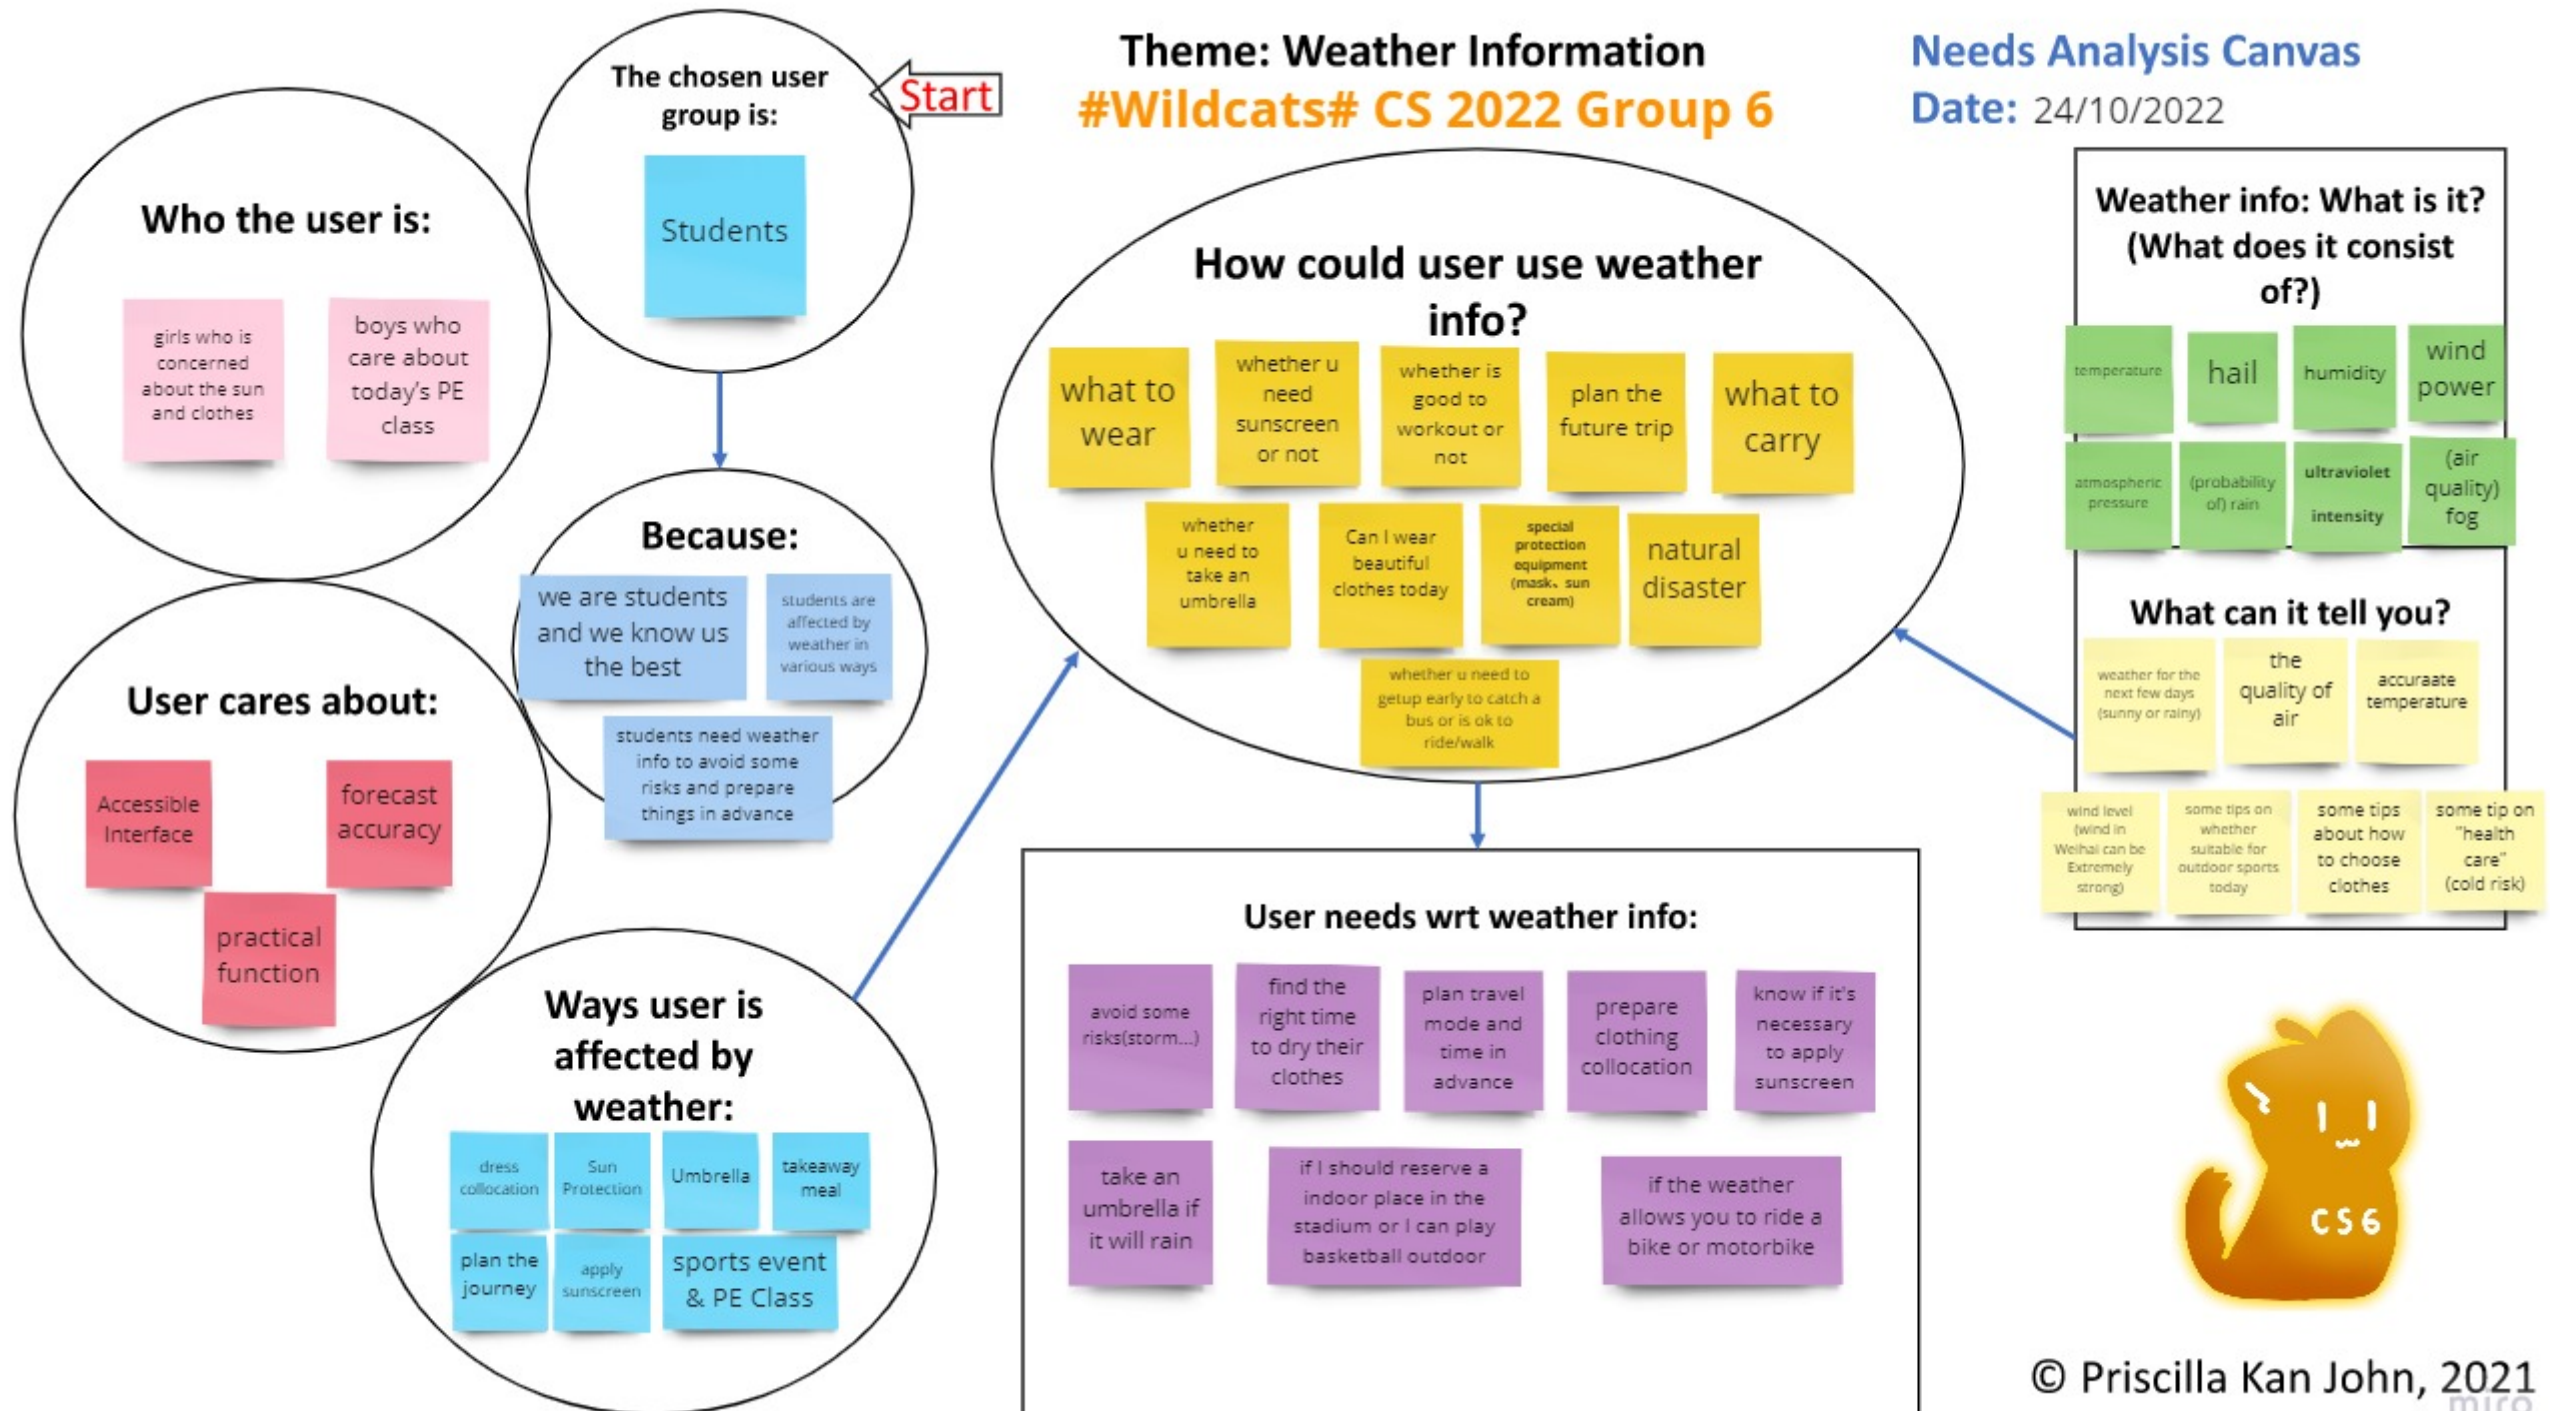 Theme: Weather Information
#Wildcats# CS 2022 Group 6
Needs Analysis Canvas
Date: 24/10/2022
Start
The chosen user
group is:
Students
Who the user is:
girls who is
concerned
about the sun
and clothes
boys who
care about
today's PE
class
Because:
we are students
and we know us
the best
students are
affected by
weather in
various ways
students need weather
info to avoid some
risks and prepare
things in advance
User cares about:
Accessible
Interface
forecast
accuracy
practical
function
Ways user is
affected by
weather:
dress
collocation
Sun
Protection
Umbrella
takeaway
meal
plan the
journey
apply
sunscreen
sports event
& PE Class
How could user use weather
info?
what to
wear
whether u
need
sunscreen
or not
whether is
good to
workout or
not
plan the
future trip
what to
carry
whether
u need to
take an
umbrella
Can I wear
beautiful
clothes today
special
protection
equipment
(mask、sun
cream)
natural
disaster
whether u need to
getup early to catch a
bus or is ok to
ride/walk
User needs wrt weather info:
avoid some
risks(storm...)
find the
right time
to dry their
clothes
plan travel
mode and
time in
advance
prepare
clothing
collocation
know if it's
necessary
to apply
sunscreen
take an
umbrella if
it will rain
if I should reserve a
indoor place in the
stadium or I can play
basketball outdoor
if the weather
allows you to ride a
bike or motorbike
Weather info: What is it?
(What does it consist
of?)
temperature
hail
humidity
wind
power
atmospheric
pressure
(probability
of) rain
ultraviolet
intensity
(air
quality)
fog
What can it tell you?
weather for the
next few days
(sunny or rainy)
the
quality of
air
accuraate
temperature
wind level
(wind in
Weihai can be
Extremely
strong)
some tips on
whether
suitable for
outdoor sports
today
some tips
about how
to choose
clothes
some tip on
"health
care"
(cold risk)
CS6
© Priscilla Kan John, 2021
miro